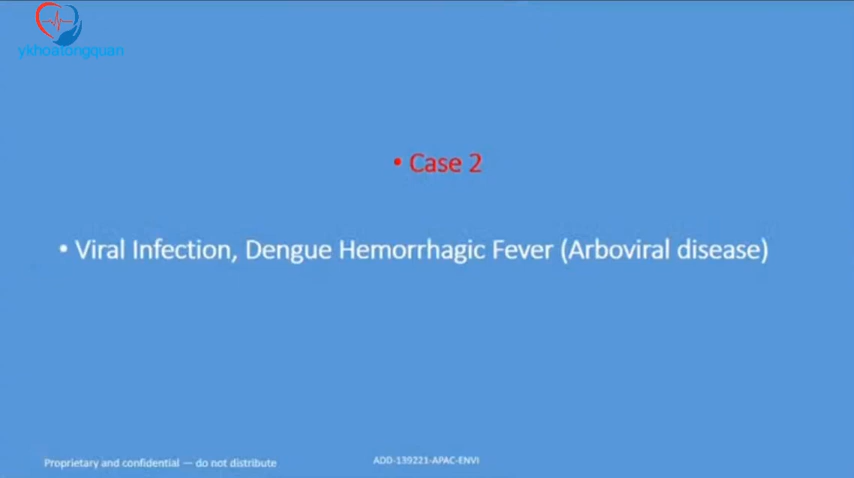 ykhoatongquan
• Case 2
• Viral Infection, Dengue Hemorrhagic Fever (Arboviral disease)
Proprietary and confidential — do not distribute
ADD-139221-APAC-ENVI